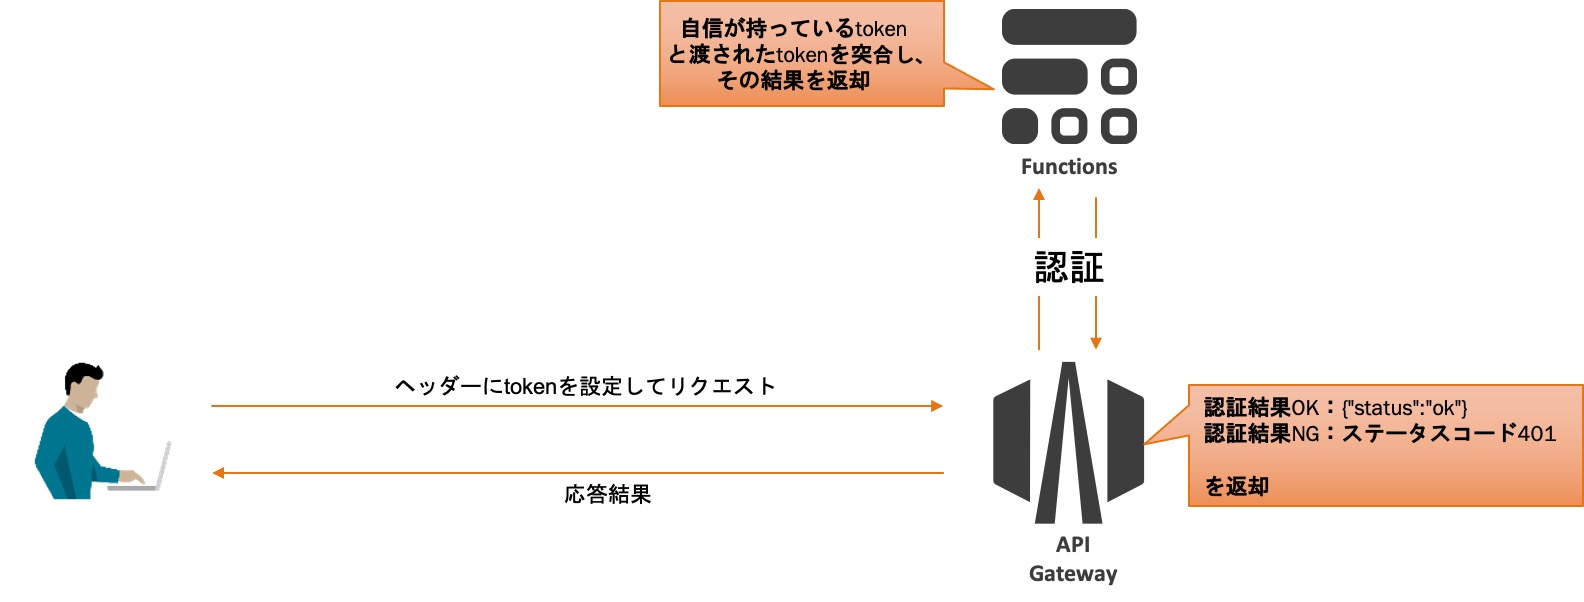 自信が持っているtoken
と渡されたtokenを突合し、
その結果を返却
Functions
認証
ヘッダーにtokenを設定してリクエスト
応答結果
認証結果OK：{"status":"ok"}
認証結果NG：ステータスコード401
を返却
API
Gateway